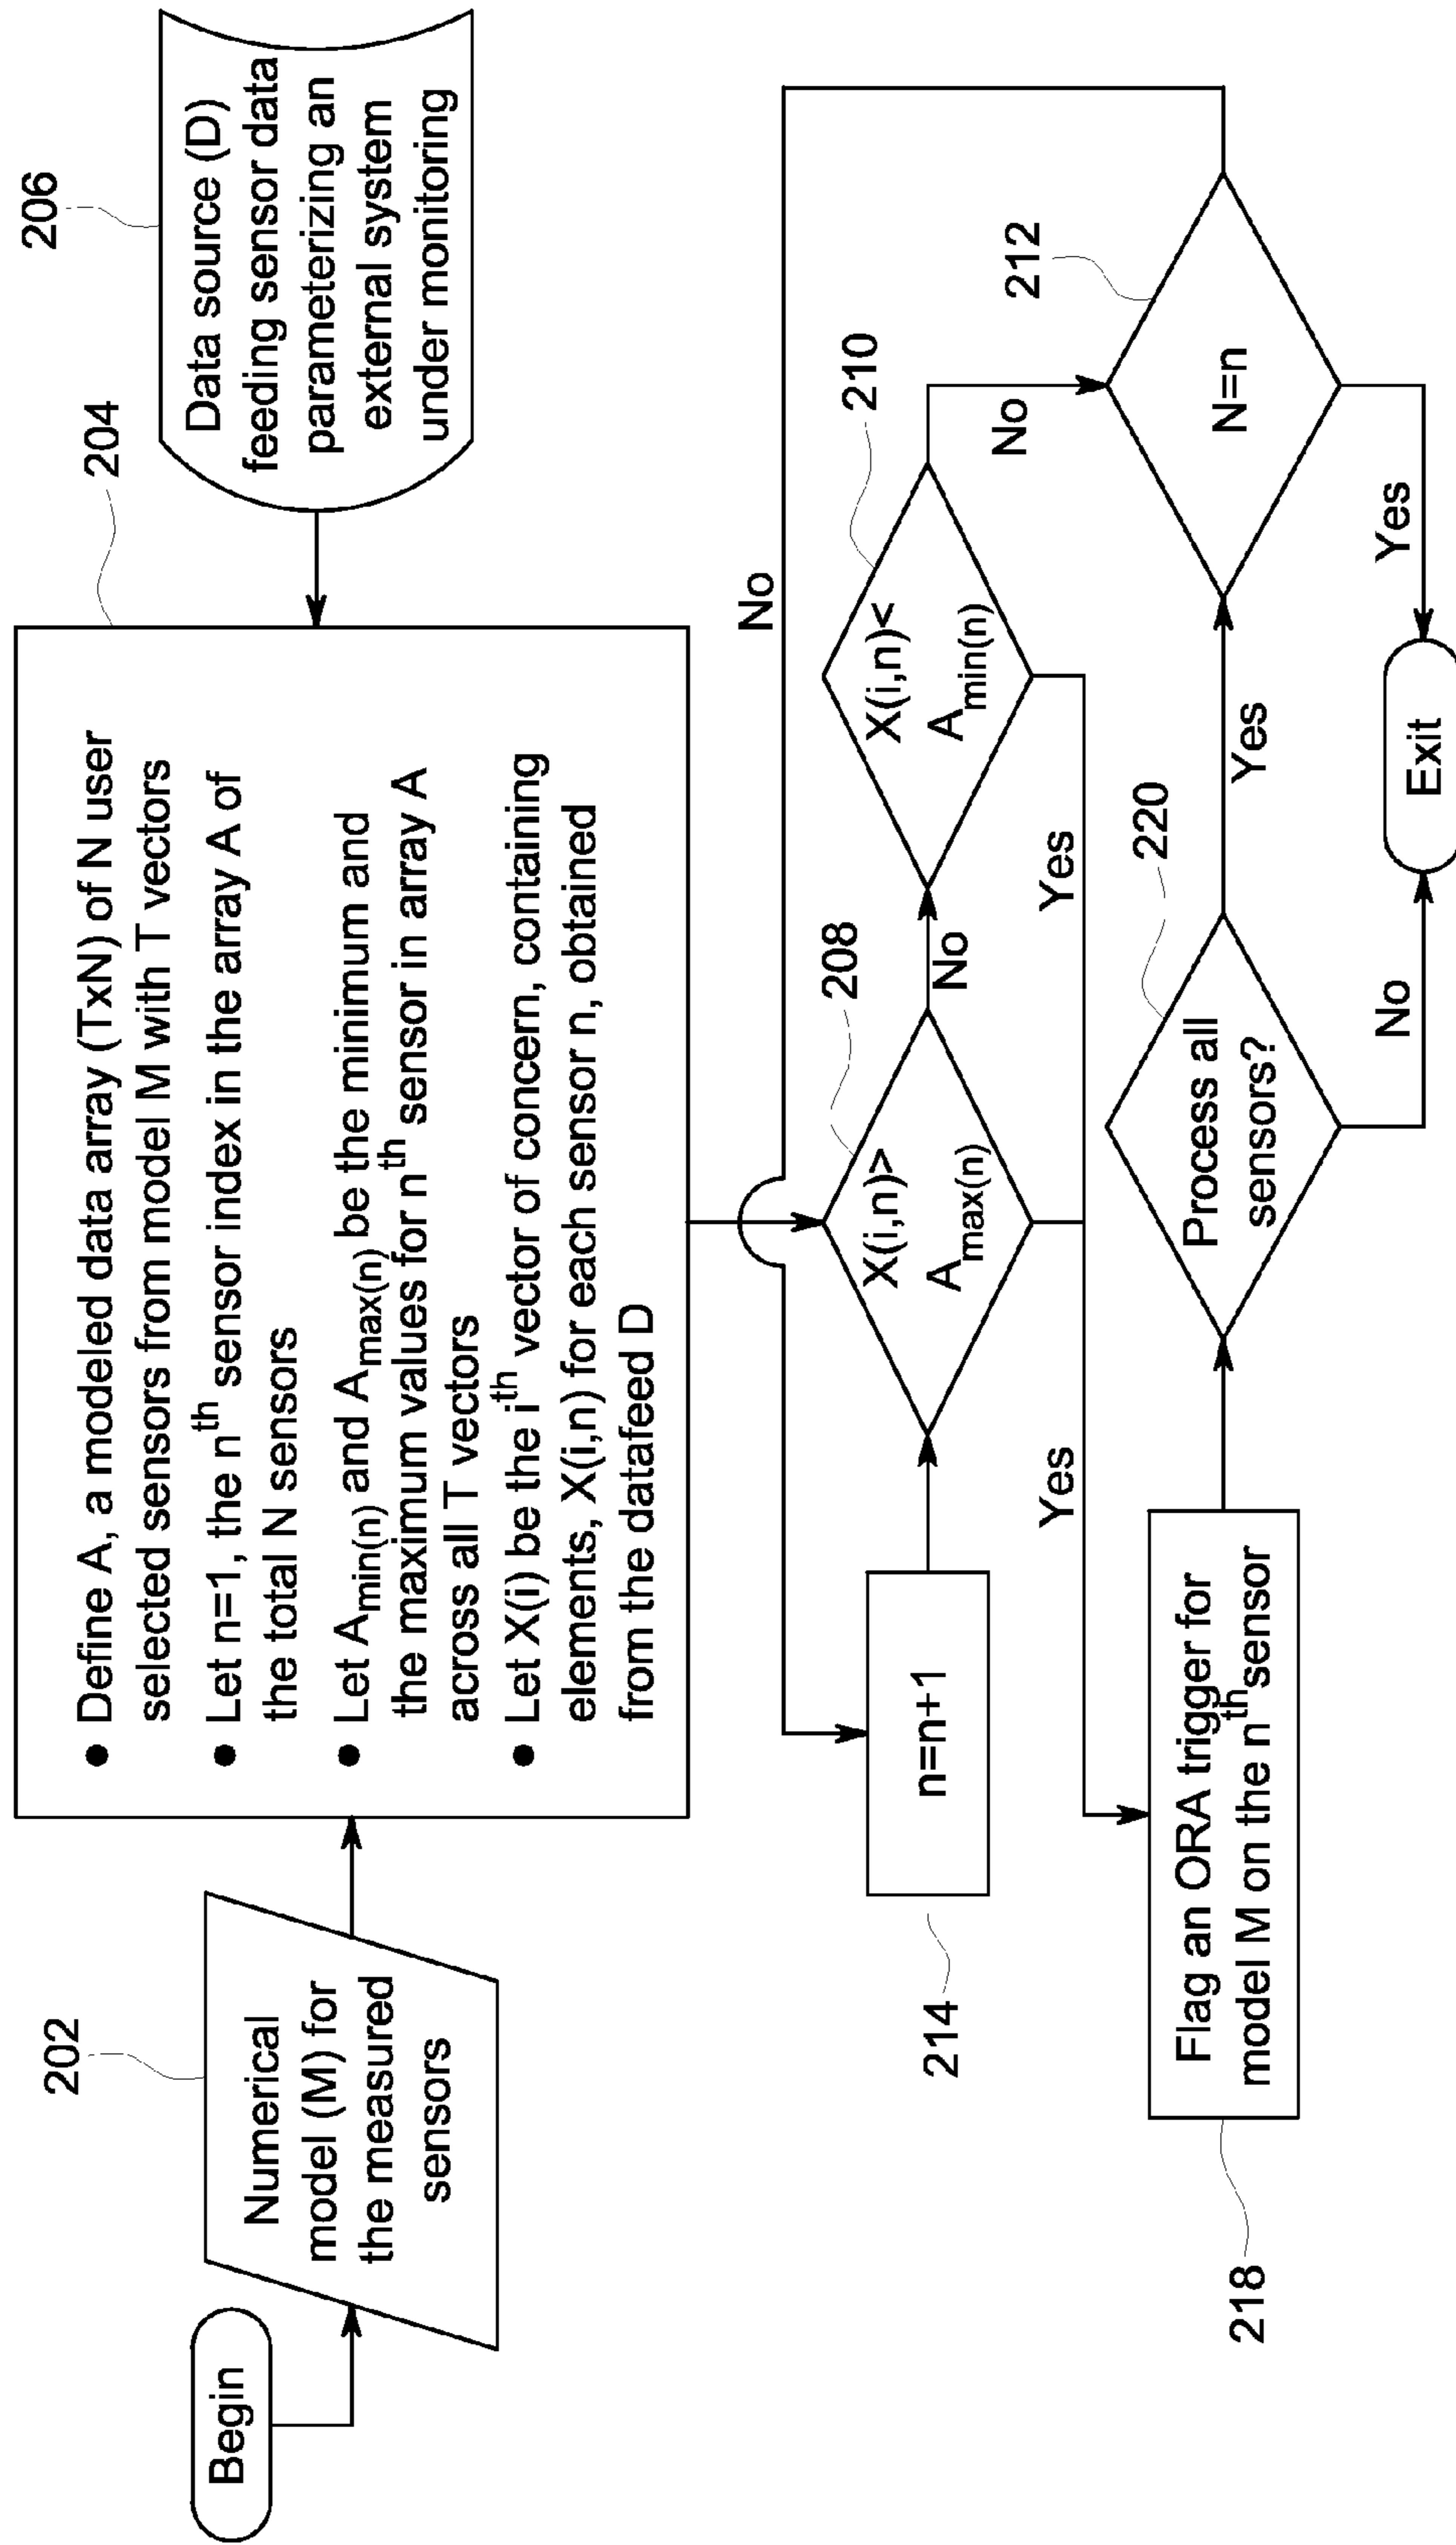 Begin
202
Numerical
model (M) for
the measured
sensors
204
● Define A, a modeled data array (TxN) of N user
selected sensors from model M with T vectors
● Let n=1, the nth sensor index in the array A of
the total N sensors
● Let Amin(n) and Amax(n) be the minimum and
the maximum values for nth sensor in array A
across all T vectors
● Let X(i) be the ith vector of concern, containing
elements, X(i,n) for each sensor n, obtained
from the datafeed D
206
Data source (D)
feeding sensor data
parameterizing an
external system
under monitoring
No
214
n=n+1
208
X(i,n)>
Amax(n)
No
210
X(i,n)<
Amin(n)
No
212
N=n
Yes
Yes
218
Flag an ORA trigger for
model M on the nth sensor
220
Process all
sensors?
Yes
No
Yes
Exit